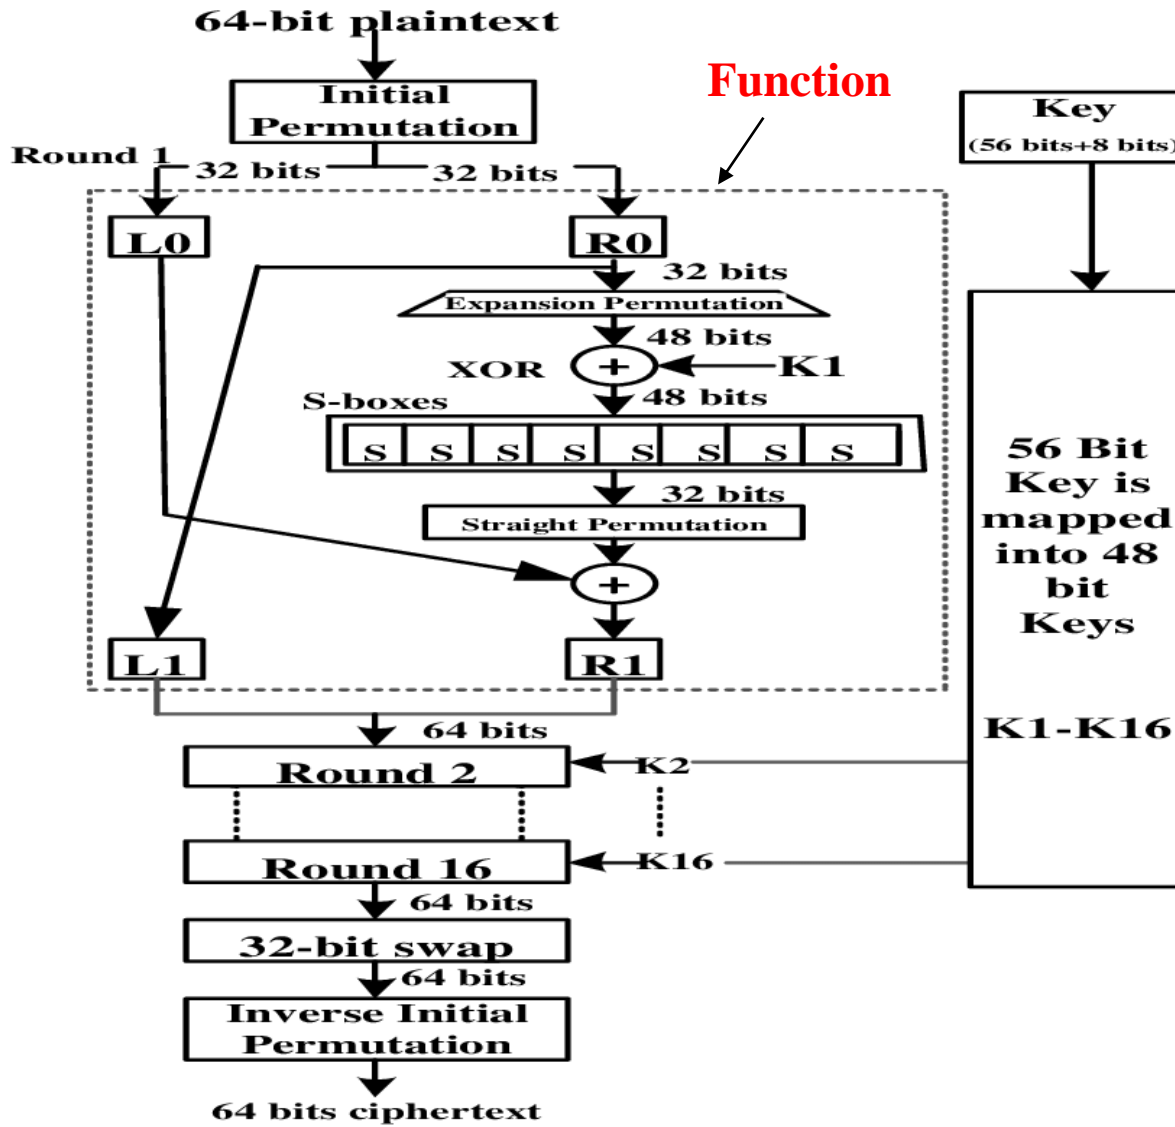 64-bit plaintext
Initial
Permutation
Function
Key
(56 bits+8 bits)
Round 1
32 bits
32 bits
L0
R0
32 bits
Expansion Permutation
48 bits
XOR
+
K1
S-boxes
48 bits
S S S S S S S S
32 bits
Straight Permutation
+
L1
R1
56 Bit
Key is
mapped
into 48
bit
Keys
K1-K16
64 bits
Round 2
K2
Round 16
K16
64 bits
32-bit swap
64 bits
Inverse Initial
Permutation
64 bits ciphertext